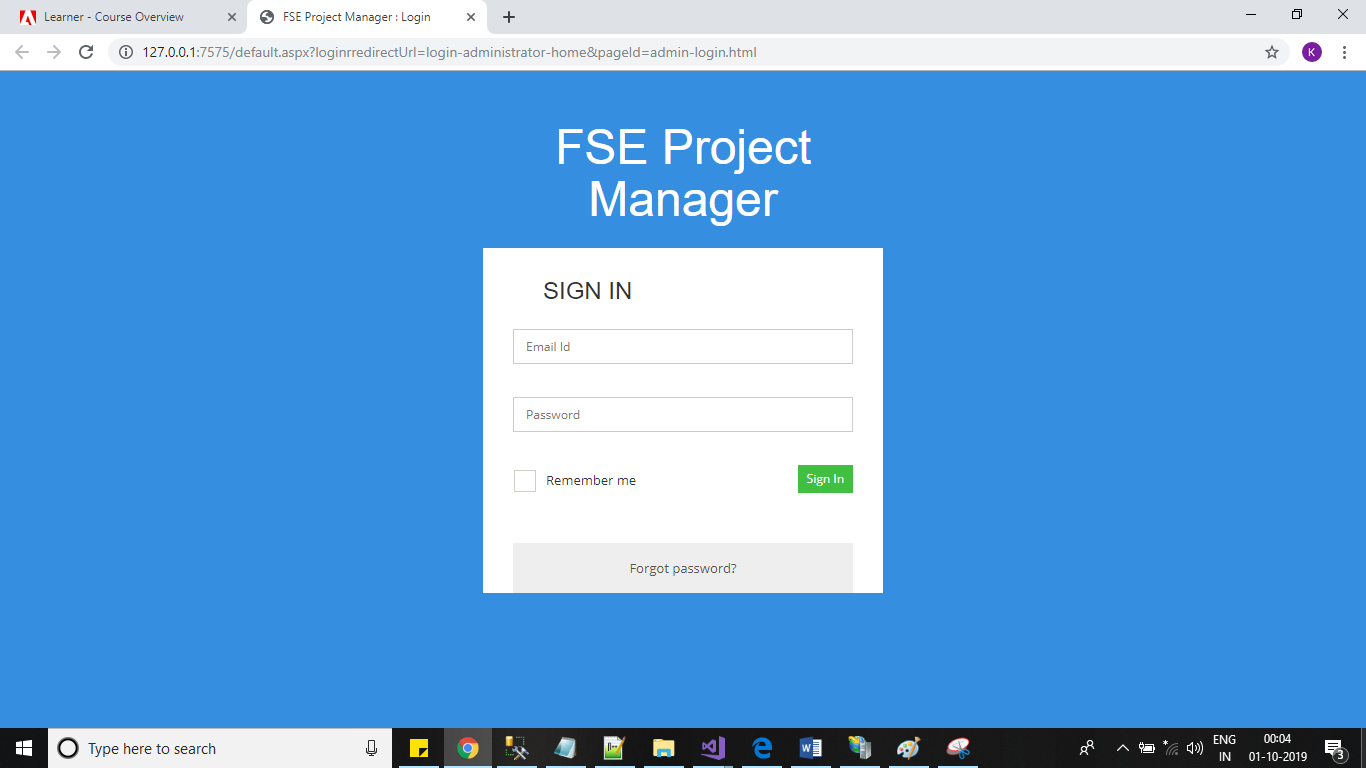 Learner - Course Overview
FSE Project Manager : Login
127.0.0.1:7575/default.aspx?loginrredirectUrl=login-administrator-home&pageId=admin-login.html
K
FSE Project
Manager
SIGN IN
Email Id
Password
Remember me
Sign In
Forgot password?
Type here to search
ENG
IN
00:04
01-10-2019
3